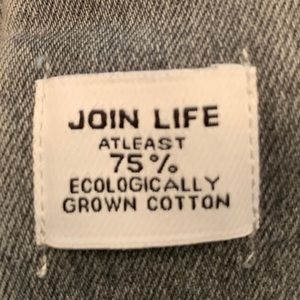 JOIN LIFE
ATLEAST
75%
ECOLOGICALLY
GROWN COTTON